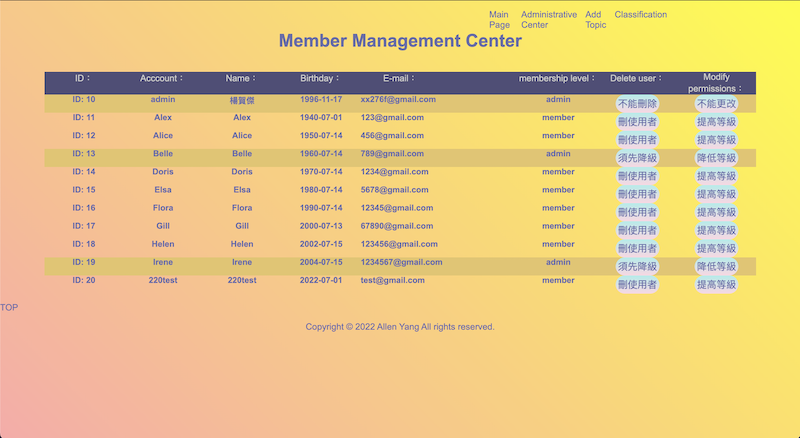 Main Page Administrative Center Add Topic Classification
Member Management Center
ID： Acccount： Name： Birthday： E-mail： membership level： Delete user： Modify permissions：
ID: 10 admin 楊賀傑 1996-11-17 xx276f@gmail.com admin 不能刪除 不能更改
ID: 11 Alex Alex 1940-07-01 123@gmail.com member 刪使用者 提高等級
ID: 12 Alice Alice 1950-07-14 456@gmail.com member 刪使用者 提高等級
ID: 13 Belle Belle 1960-07-14 789@gmail.com admin 須先降級 降低等級
ID: 14 Doris Doris 1970-07-14 1234@gmail.com member 刪使用者 提高等級
ID: 15 Elsa Elsa 1980-07-14 5678@gmail.com member 刪使用者 提高等級
ID: 16 Flora Flora 1990-07-14 12345@gmail.com member 刪使用者 提高等級
ID: 17 Gill Gill 2000-07-13 67890@gmail.com member 刪使用者 提高等級
ID: 18 Helen Helen 2002-07-15 123456@gmail.com member 刪使用者 提高等級
ID: 19 Irene Irene 2004-07-15 1234567@gmail.com admin 須先降級 降低等級
ID: 20 220test 220test 2022-07-01 test@gmail.com member 刪使用者 提高等級
TOP
Copyright © 2022 Allen Yang All rights reserved.